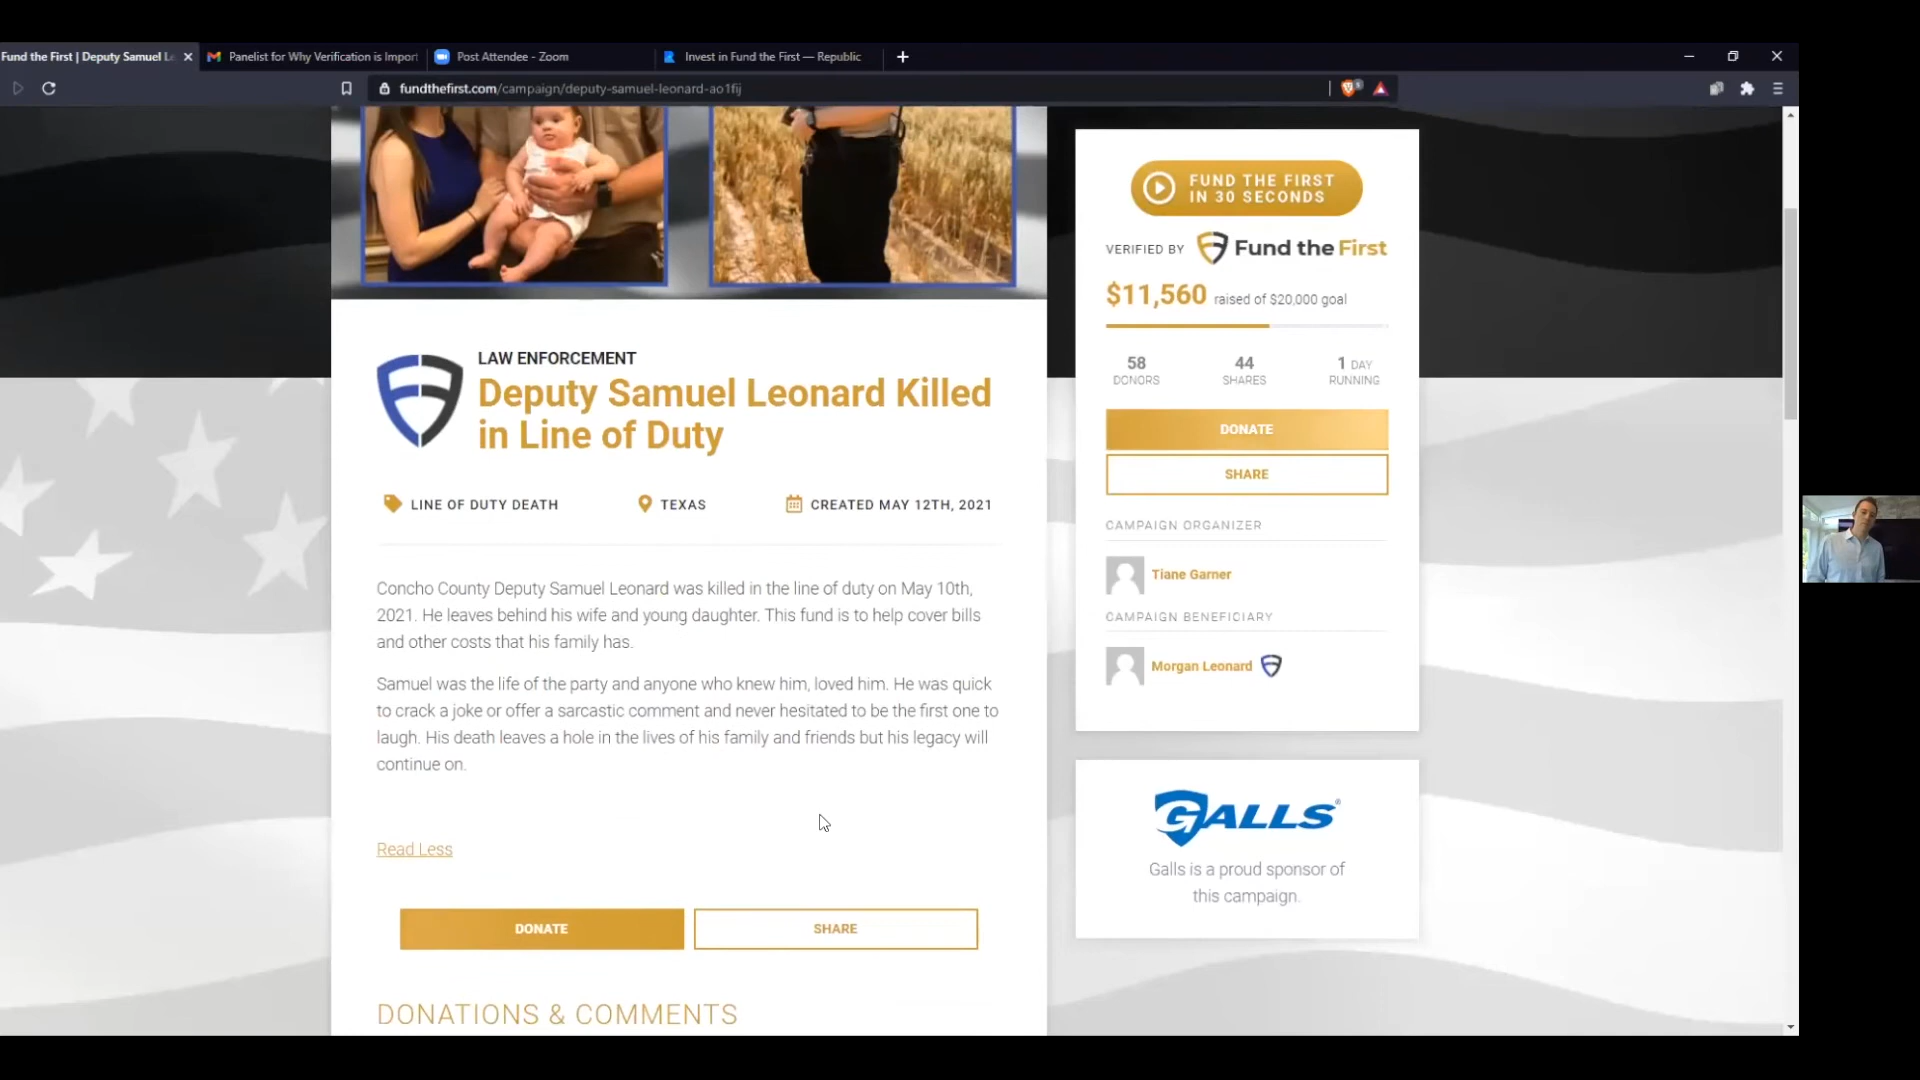 Fund the First | Deputy Samuel Le
Panelist for Why Verification is Import
Post Attendee - Zoom
Invest in Fund the First — Republic
fundthefirst.com/campaign/deputy-samuel-leonard-ao1fij
FUND THE FIRST
IN 30 SECONDS
VERIFIED BY Fund the First
$11,560 raised of $20,000 goal
58 44 1 DAY
DONORS SHARES RUNNING
DONATE
SHARE
CAMPAIGN ORGANIZER
Tiane Garner
CAMPAIGN BENEFICIARY
Morgan Leonard
GALLS®
Galls is a proud sponsor of
this campaign.
LAW ENFORCEMENT
Deputy Samuel Leonard Killed
in Line of Duty
LINE OF DUTY DEATH TEXAS CREATED MAY 12TH, 2021
Concho County Deputy Samuel Leonard was killed in the line of duty on May 10th,
2021. He leaves behind his wife and young daughter. This fund is to help cover bills
and other costs that his family has.
Samuel was the life of the party and anyone who knew him, loved him. He was quick
to crack a joke or offer a sarcastic comment and never hesitated to be the first one to
laugh. His death leaves a hole in the lives of his family and friends but his legacy will
continue on.
Read Less
DONATE SHARE
DONATIONS & COMMENTS